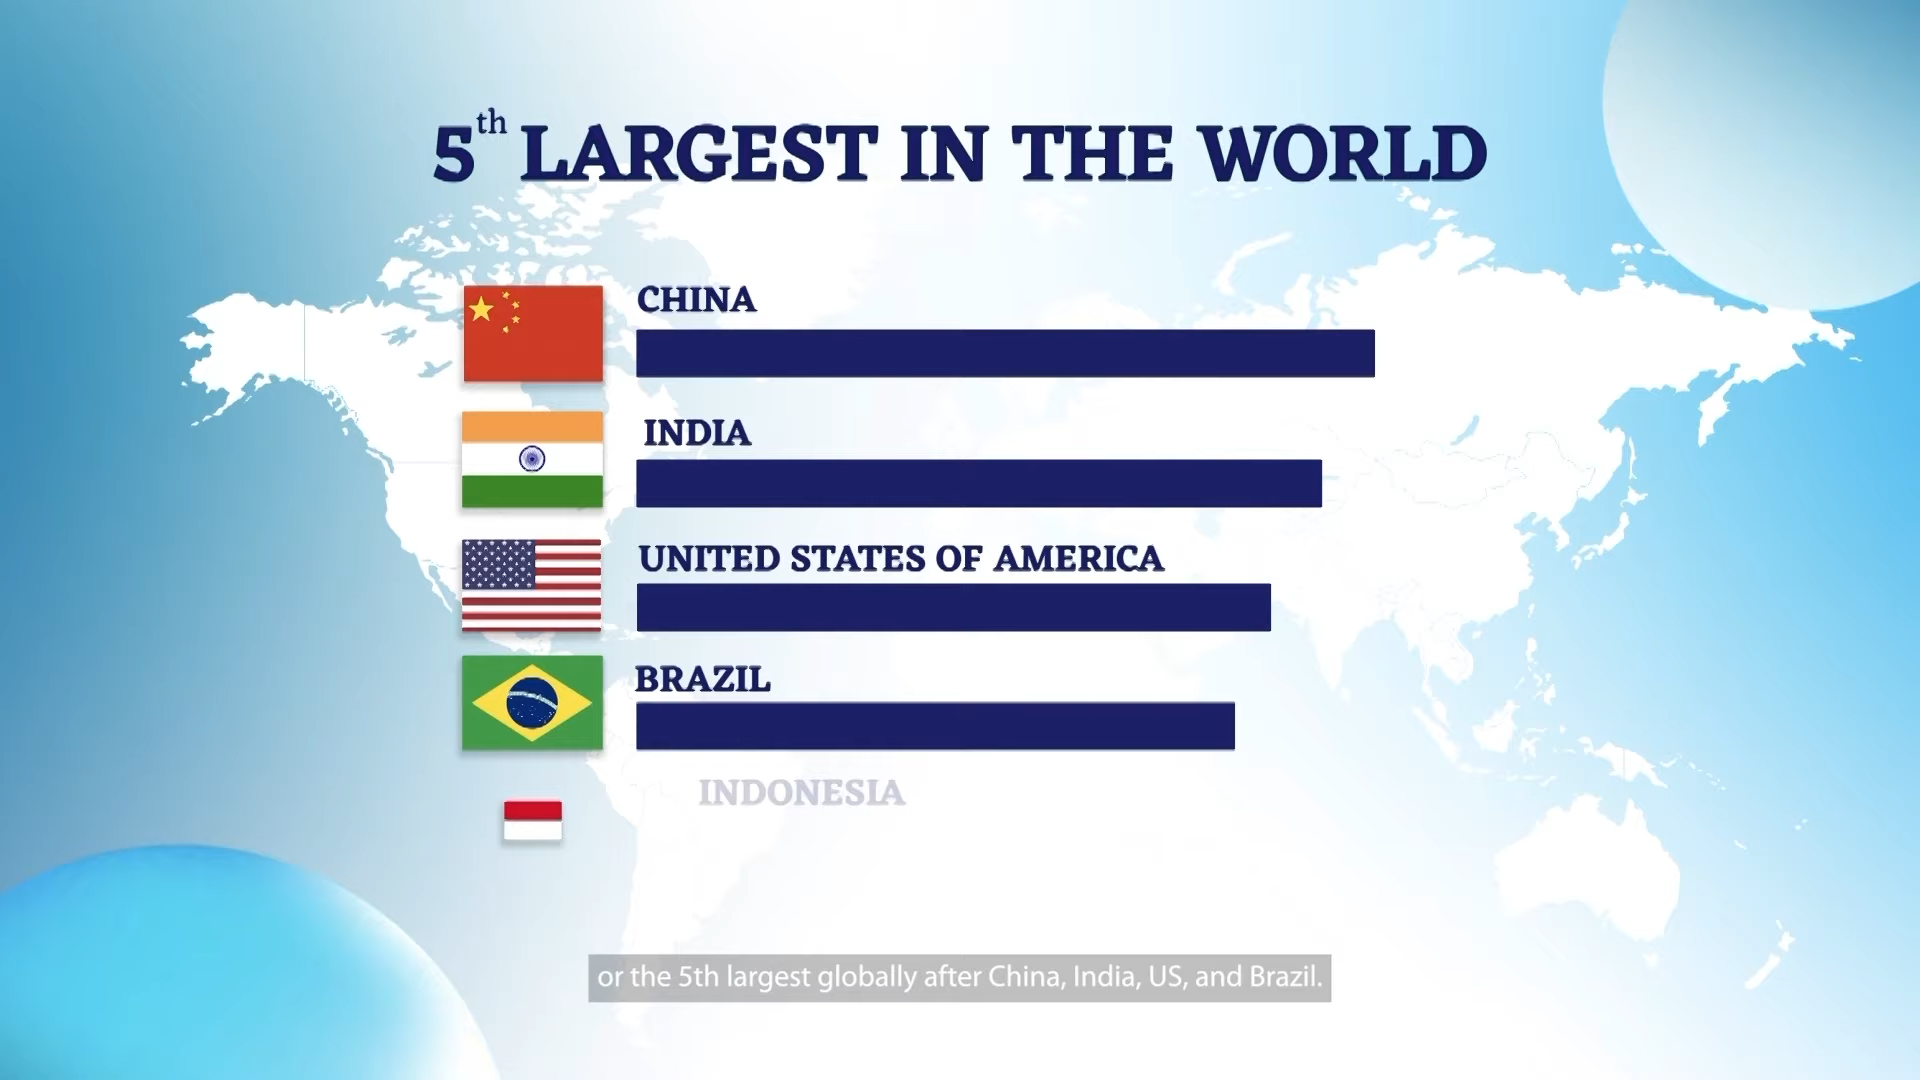 5th LARGEST IN THE WORLD
CHINA
INDIA
UNITED STATES OF AMERICA
BRAZIL
INDONESIA
or the 5th largest globally after China, India, US, and Brazil.